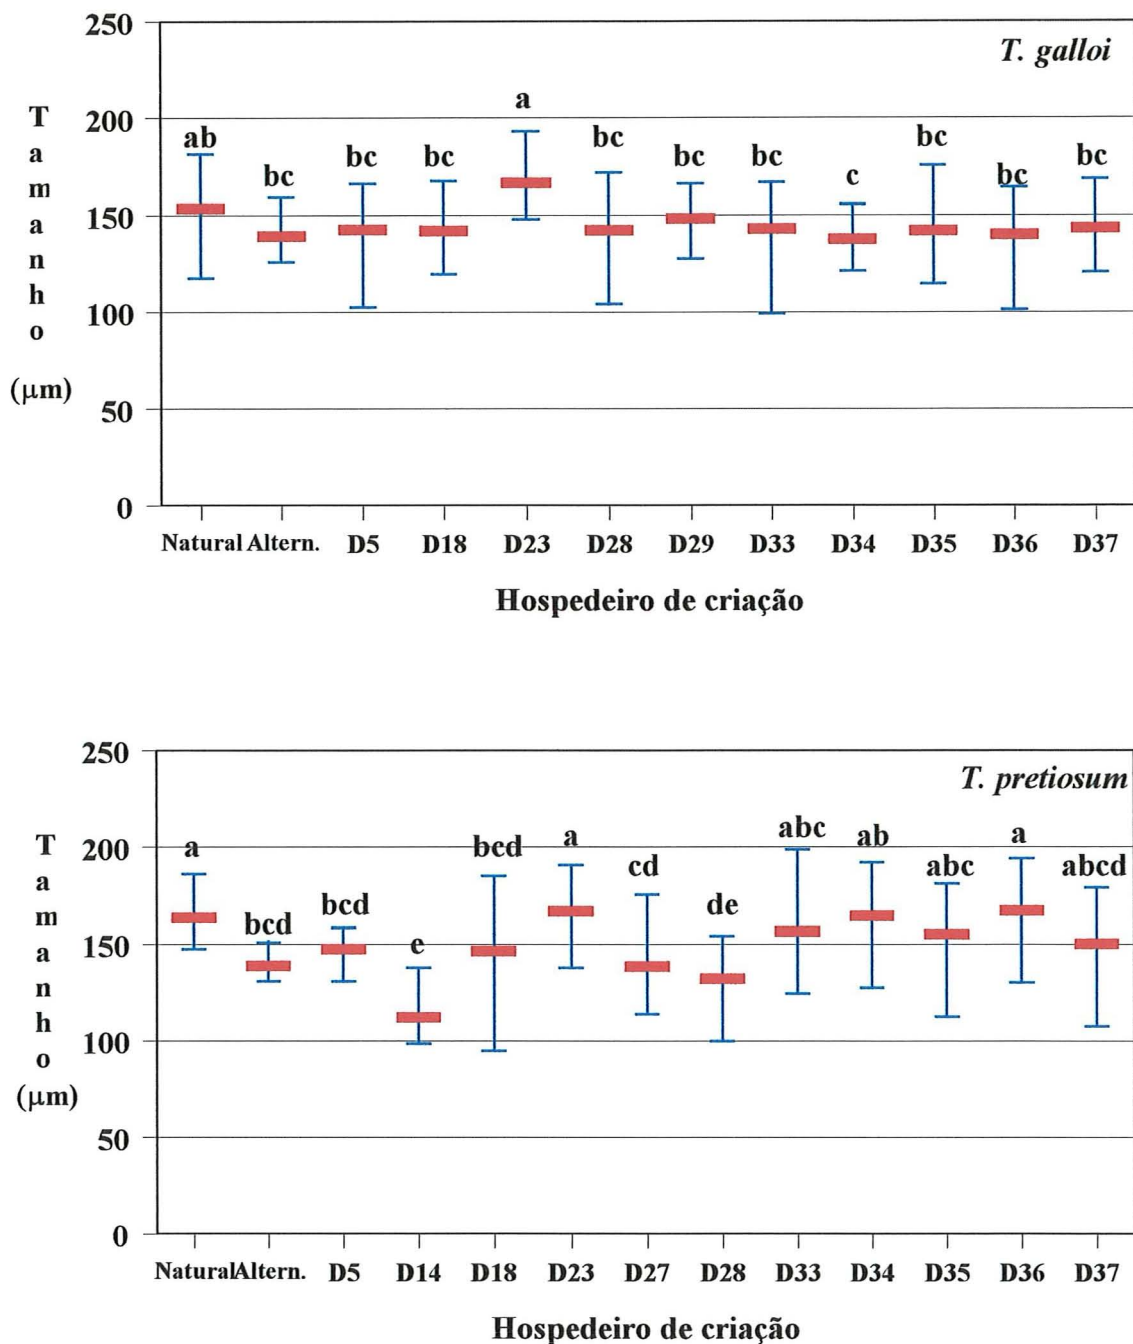 250
T. galloi
T
a
m
a
n
h
o
(µm)
200
150
100
50
0
ab
bc
bc
bc
a
bc
bc
bc
c
bc
bc
bc
Natural Altern. D5 D18 D23 D28 D29 D33 D34 D35 D36 D37
Hospedeiro de criação
250
T. pretiosum
T
a
m
a
n
h
o
(µm)
200
150
100
50
0
a
bcd
bcd
e
bcd
a
cd
de
abc
ab
abc
a
abcd
Natural Altern. D5 D14 D18 D23 D27 D28 D33 D34 D35 D36 D37
Hospedeiro de criação